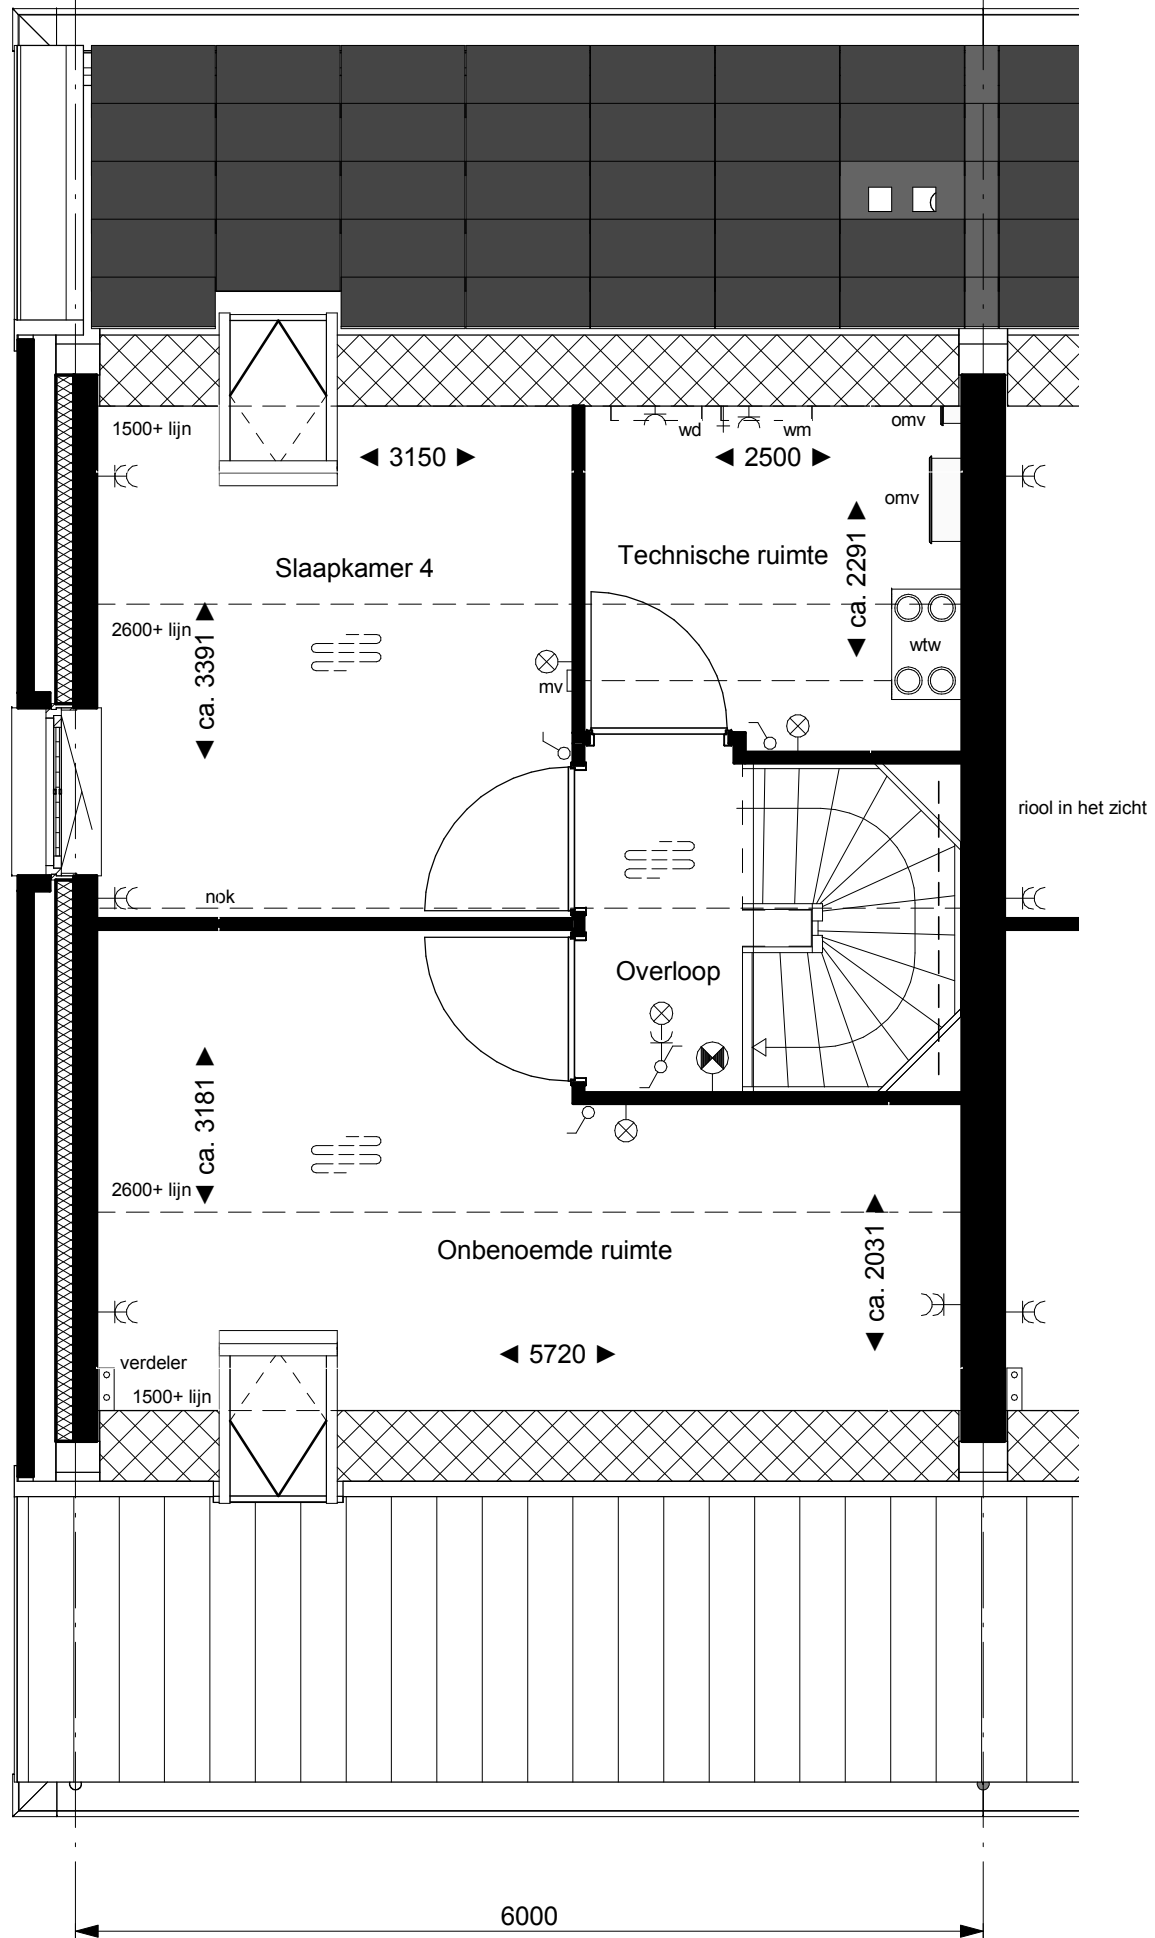 1500+ lijn
◄ 3150 ►
wd
wm
omv
◄ 2500 ►
omv
Slaapkamer 4
Technische ruimte
◄ ca. 2291 ►
2600+ lijn
◄ ca. 3391 ►
wtw
mv
riool in het zicht
nok
Overloop
◄ ca. 3181 ►
2600+ lijn
Onbenoemde ruimte
◄ ca. 2031 ►
verdeler
◄ 5720 ►
1500+ lijn
6000